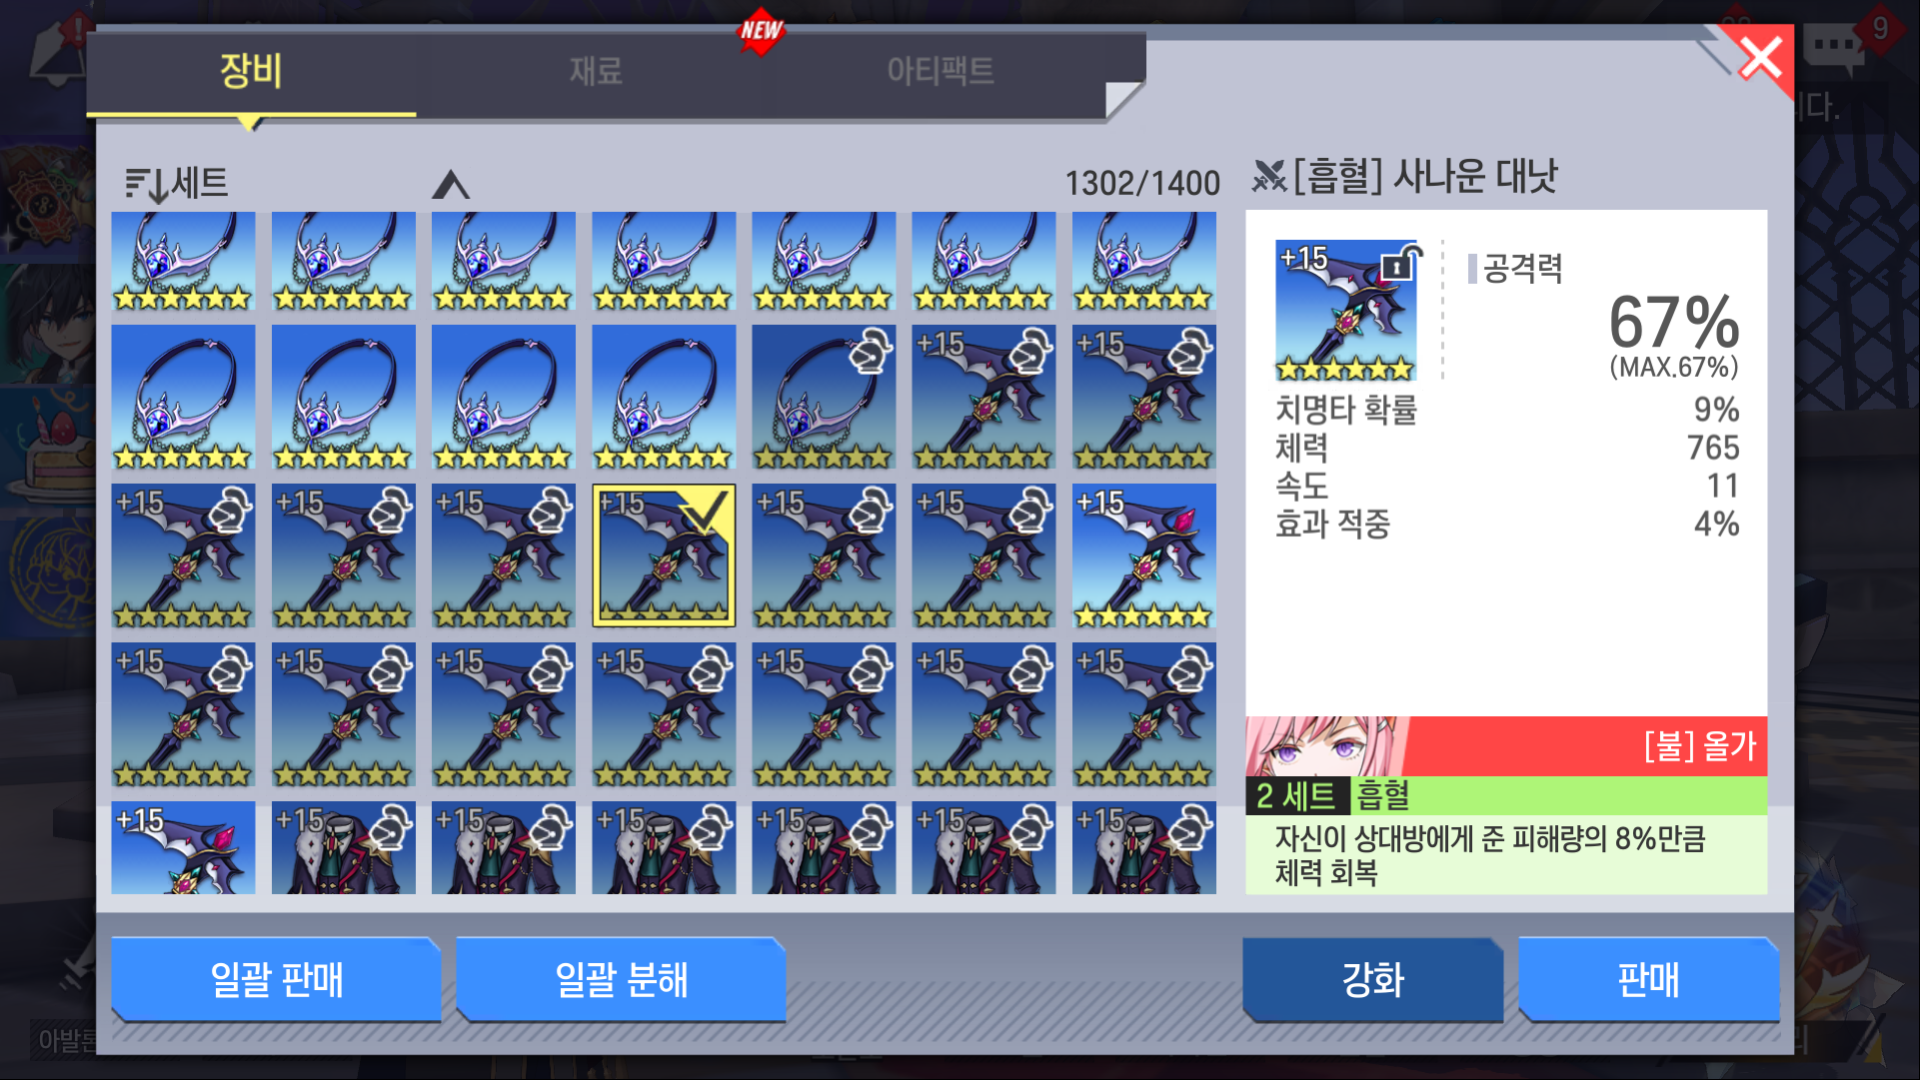 장비
재료
NEW
아티팩트
9
니다.
세트
1302/1400
[흡혈] 사나운 대낫
+15
공격력
67%
(MAX.67%)
치명타 확률 9%
체력 765
속도 11
효과 적중 4%
+15 +15
+15 +15 +15 +15 +15 +15 +15
+15 +15 +15 +15 +15 +15 +15
+15 +15 +15 +15 +15 +15 +15
[불] 올가
2 세트 흡혈
자신이 상대방에게 준 피해량의 8%만큼
체력 회복
일괄 판매
일괄 분해
강화
판매
아발론